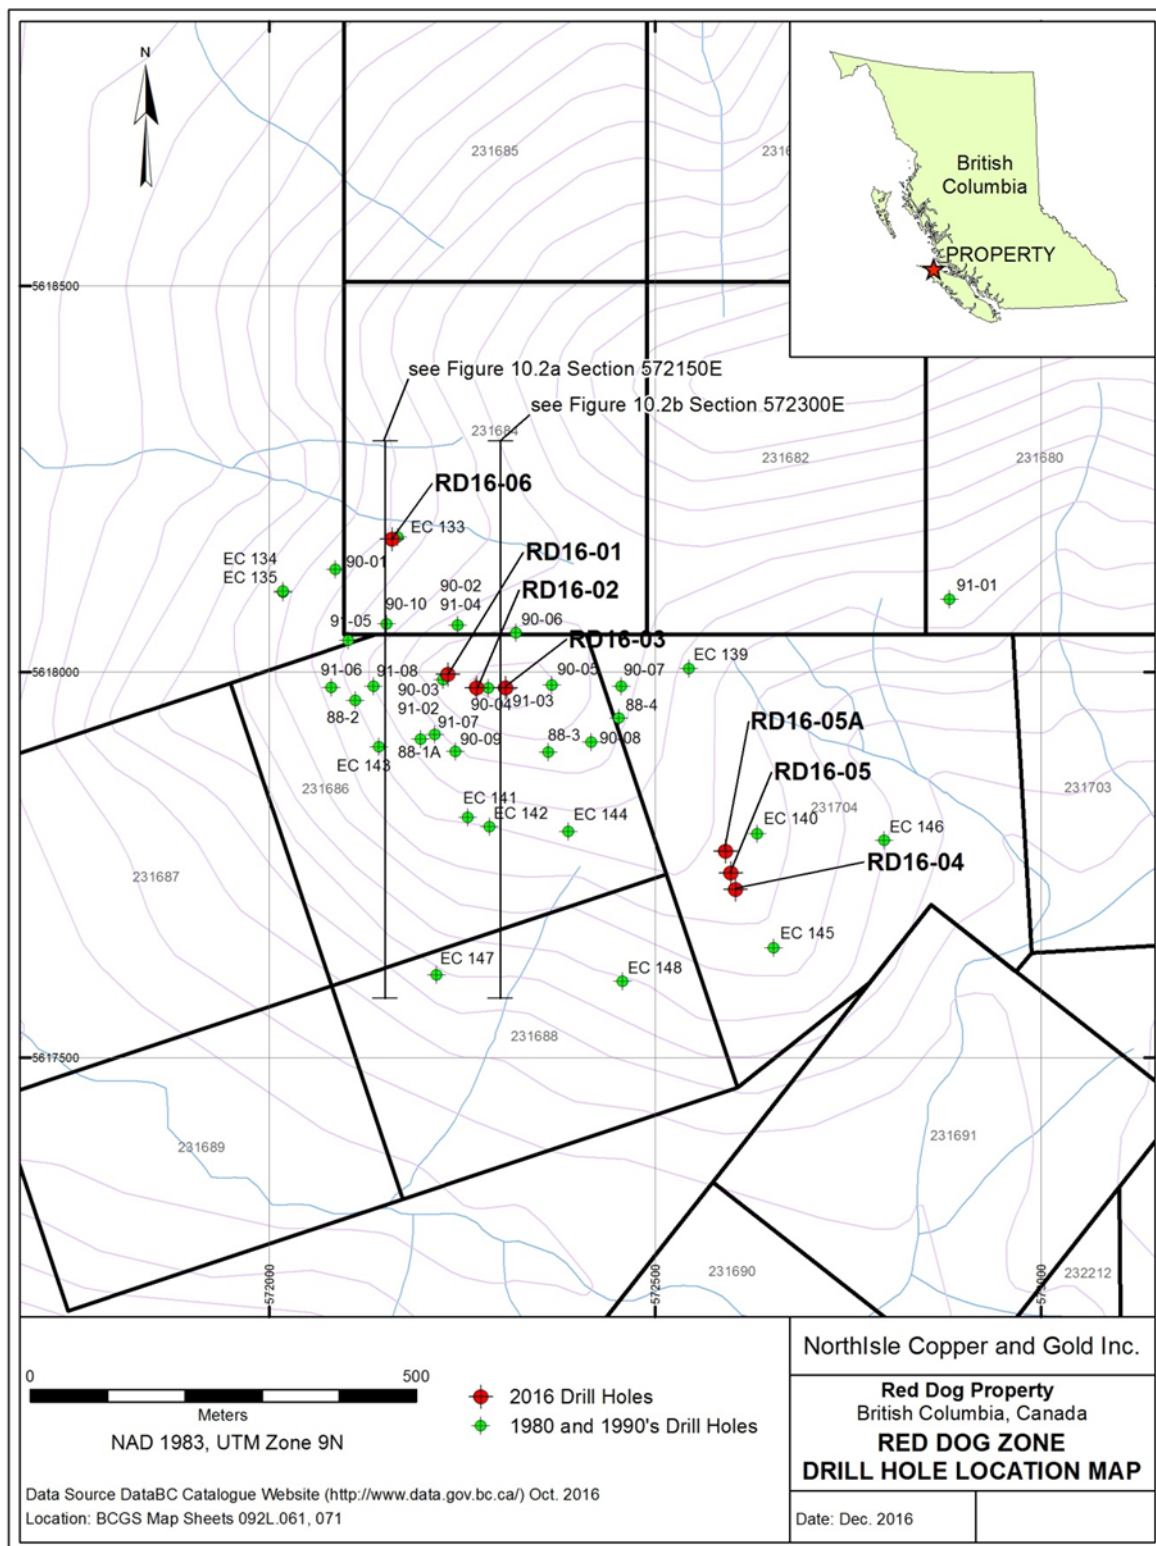 N
231685
British
Columbia
PROPERTY
5618500
see Figure 10.2a Section 572150E
see Figure 10.2b Section 572300E
231684
231682
231680
RD16-06
EC 133
RD16-01
EC 134
EC 135
90-01
90-02
91-04
RD16-02
91-01
90-10
91-05
90-06
RD16-03
5618000
91-06
91-08
90-03
90-04
91-03
90-05
90-07
EC 139
88-2
91-02
91-07
88-4
RD16-05A
EC 143
88-1A
90-09
88-3
90-08
RD16-05
231686
231703
EC 141
EC 142
EC 144
EC 140
231704
EC 146
RD16-04
231687
EC 147
EC 148
EC 145
231688
5617500
231689
231691
231690
232212
572000
572500
NorthIsle Copper and Gold Inc.
0
500
Meters
NAD 1983, UTM Zone 9N
2016 Drill Holes
1980 and 1990's Drill Holes
Red Dog Property
British Columbia, Canada
RED DOG ZONE
DRILL HOLE LOCATION MAP
Data Source DataBC Catalogue Website (http://www.data.gov.bc.ca/) Oct. 2016
Location: BCGS Map Sheets 092L.061, 071
Date: Dec. 2016